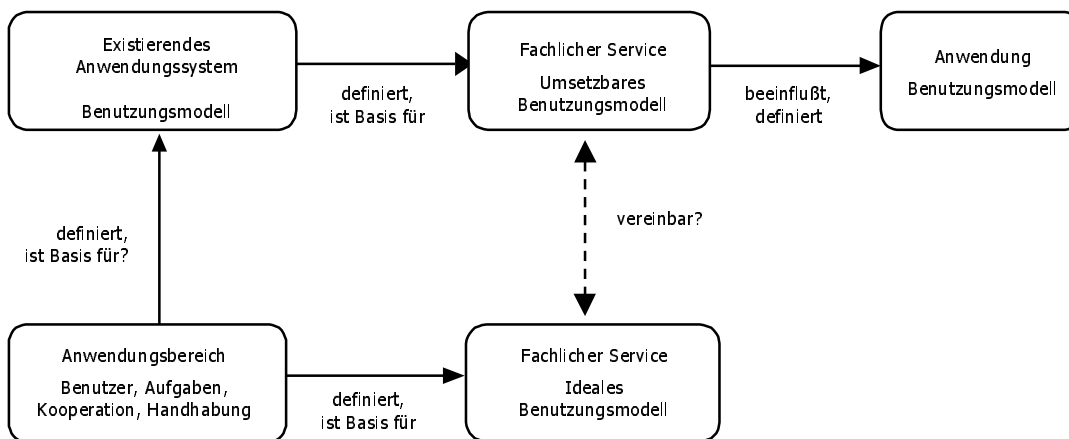 Existierendes
Anwendungssystem
Benutzungsmodell
definiert,
ist Basis für
Fachlicher Service
Umsetzbares
Benutzungsmodell
beeinflußt,
definiert
Anwendung
Benutzungsmodell
definiert,
ist Basis für?
vereinbar?
Anwendungsbereich
Benutzer, Aufgaben,
Kooperation, Handhabung
definiert,
ist Basis für
Fachlicher Service
Ideales
Benutzungsmodell